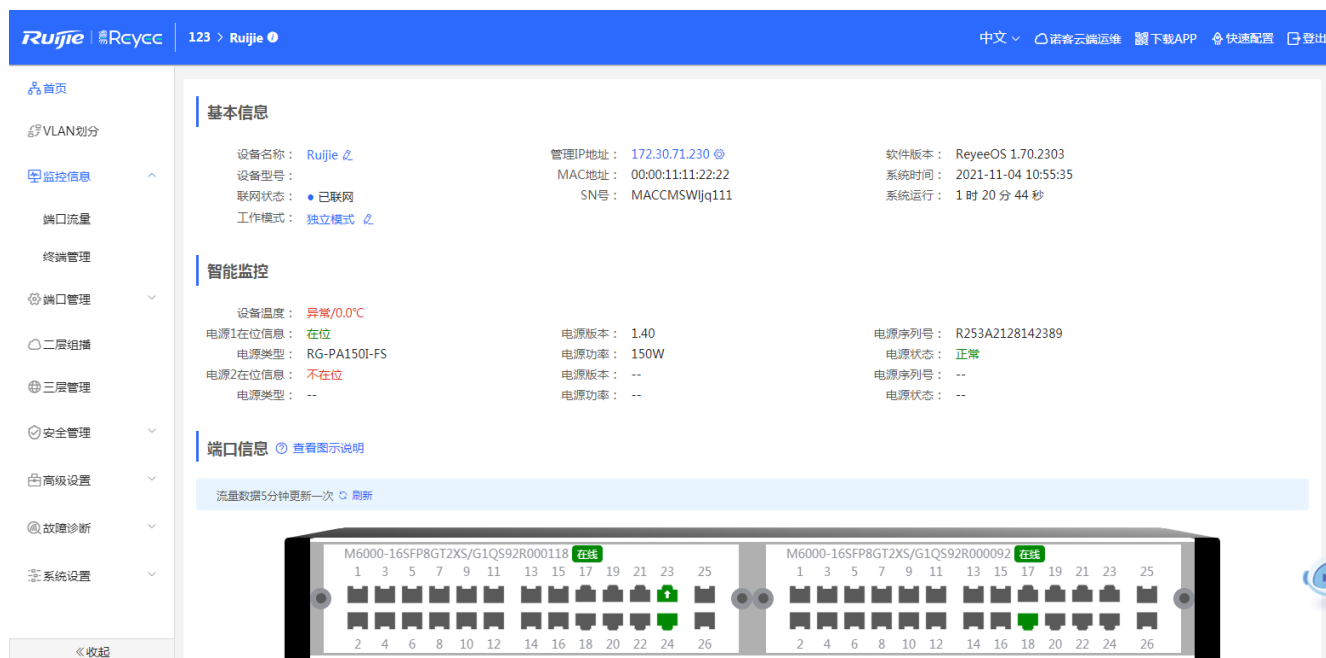 Ruijie | 锐捷Rcycc 123 > Ruijie 中文 诺客云端运维 下载APP 快速配置 登出
首页
VLAN划分
监控信息
端口流量
终端管理
端口管理
二层组播
三层管理
安全管理
高级设置
故障诊断
系统设置
《收起
基本信息
设备名称： Ruijie 管理IP地址： 172.30.71.230 软件版本： ReyeeOS 1.70.2303
设备型号： MAC地址： 00:00:11:11:22:22 系统时间： 2021-11-04 10:55:35
联网状态： 已联网 SN号： MACCMSWljq111 系统运行： 1 时 20 分 44 秒
工作模式： 独立模式
智能监控
设备温度： 异常/0.0℃
电源1在位信息： 在位 电源版本： 1.40 电源序列号： R253A2128142389
电源类型： RG-PA150I-FS 电源功率： 150W 电源状态： 正常
电源2在位信息： 不在位 电源版本： -- 电源序列号： --
电源类型： -- 电源功率： -- 电源状态： --
端口信息 查看图示说明
流量数据5分钟更新一次 刷新
M6000-16SFP8GT2XS/G1QS92R000118 在线 M6000-16SFP8GT2XS/G1QS92R000092 在线
1 3 5 7 9 11 13 15 17 19 21 23 25 1 3 5 7 9 11 13 15 17 19 21 23 25
2 4 6 8 10 12 14 16 18 20 22 24 26 2 4 6 8 10 12 14 16 18 20 22 24 26